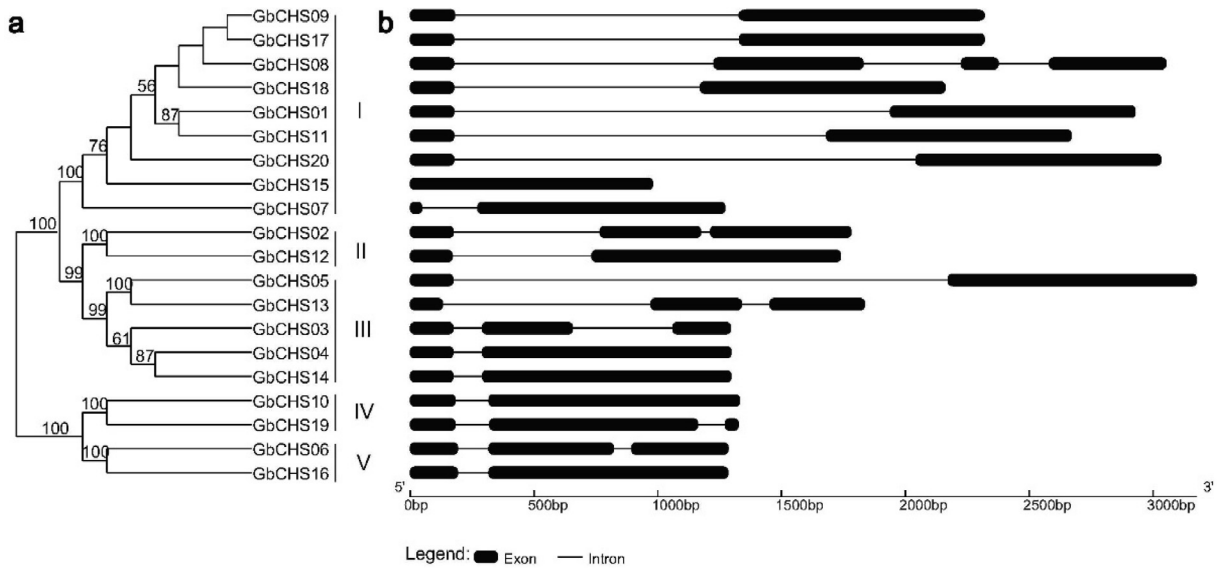 a
b
GbCHS09
GbCHS17
GbCHS08
56
GbCHS18
87
GbCHS01
I
GbCHS11
76
GbCHS20
100
GbCHS15
GbCHS07
100
100
GbCHS02
II
GbCHS12
99
100
GbCHS05
99
GbCHS13
61
GbCHS03
III
87
GbCHS04
GbCHS14
100
GbCHS10
IV
100
GbCHS19
100
GbCHS06
V
GbCHS16
5' 3'
0bp 500bp 1000bp 1500bp 2000bp 2500bp 3000bp
Legend: Exon Intron